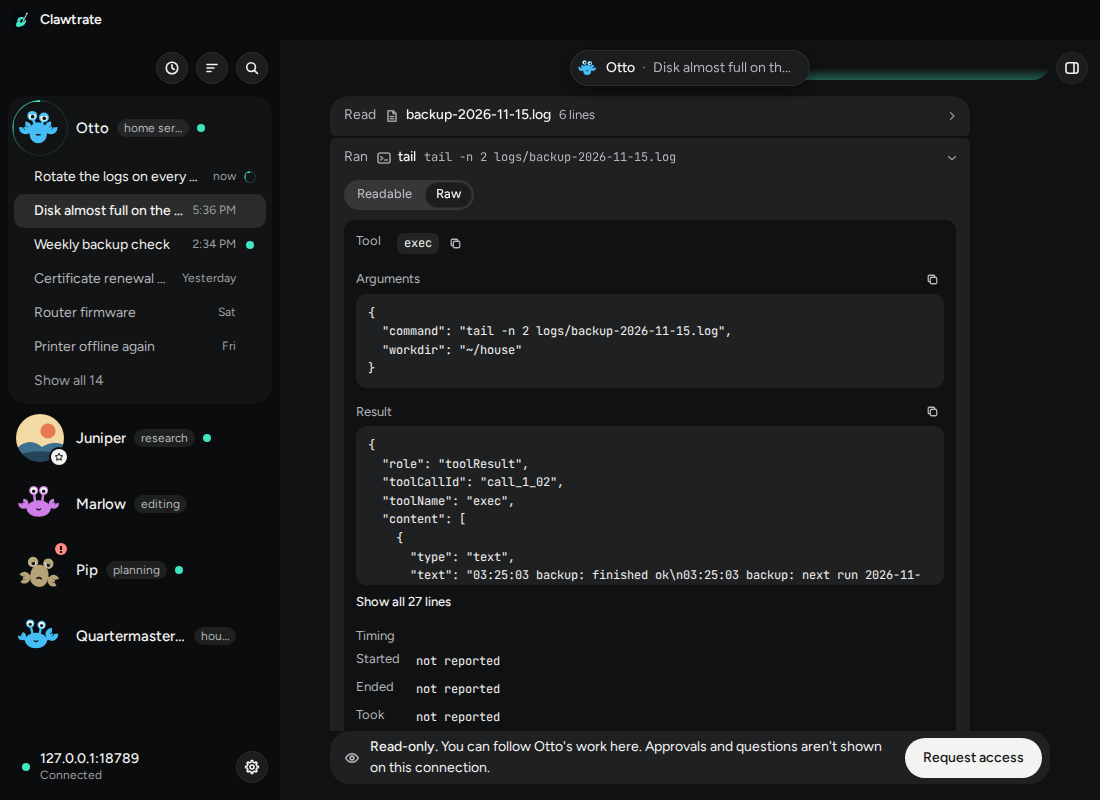 Clawtrate
Otto · Disk almost full on th...
Otto home ser...
Rotate the logs on every ... now
Disk almost full on the ... 5:36 PM
Weekly backup check 2:34 PM
Certificate renewal ... Yesterday
Router firmware Sat
Printer offline again Fri
Show all 14
Juniper research
Marlow editing
Pip planning
Quartermaster... hou...
127.0.0.1:18789
Connected
Read backup-2026-11-15.log 6 lines
Ran tail tail -n 2 logs/backup-2026-11-15.log
Readable Raw
Tool exec
Arguments
{
"command": "tail -n 2 logs/backup-2026-11-15.log",
"workdir": "~/house"
}
Result
{
"role": "toolResult",
"toolCallId": "call_1_02",
"toolName": "exec",
"content": [
{
"type": "text",
"text": "03:25:03 backup: finished ok\n03:25:03 backup: next run 2026-11-
Show all 27 lines
Timing
Started not reported
Ended not reported
Took not reported
Read-only. You can follow Otto's work here. Approvals and questions aren't shown
on this connection.
Request access